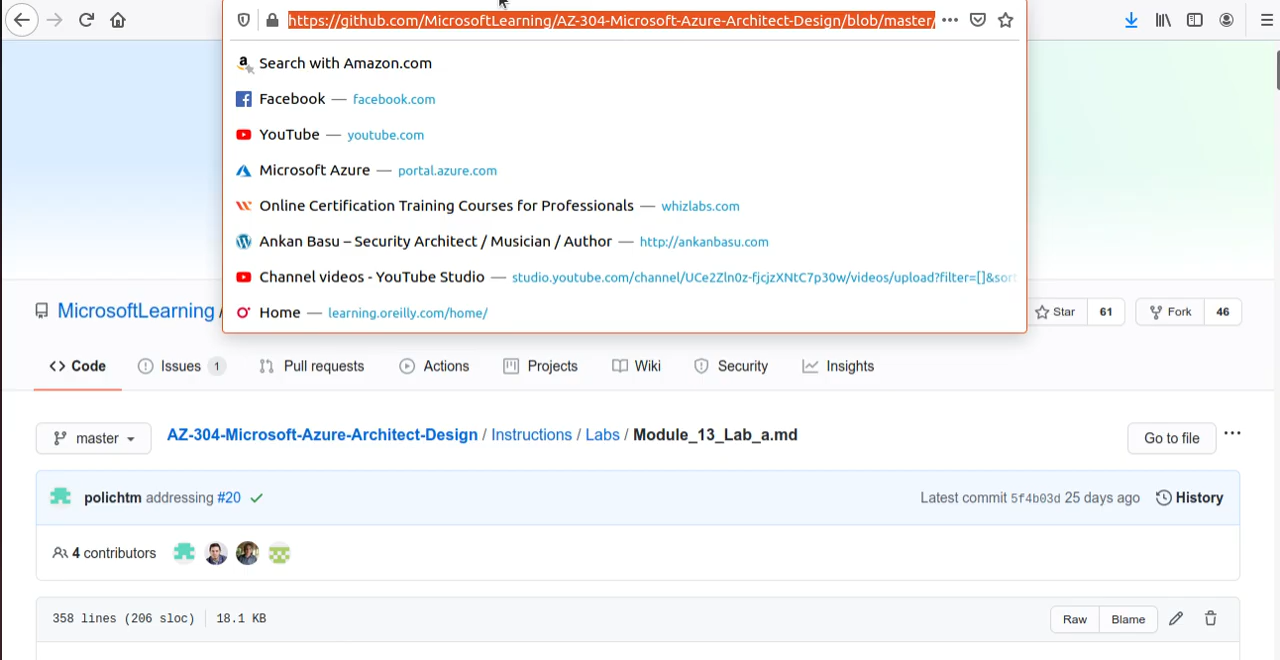 https://github.com/MicrosoftLearning/AZ-304-Microsoft-Azure-Architect-Design/blob/master/
Search with Amazon.com
Facebook — facebook.com
YouTube — youtube.com
Microsoft Azure — portal.azure.com
Online Certification Training Courses for Professionals — whizlabs.com
Ankan Basu – Security Architect / Musician / Author — http://ankanbasu.com
Channel videos - YouTube Studio — studio.youtube.com/channel/UCe2Zln0z-fjcjzXNtC7p30w/videos/upload?filter=[]&sort
Home — learning.oreilly.com/home/
MicrosoftLearning /
Star 61 Fork 46
Code Issues 1 Pull requests Actions Projects Wiki Security Insights
master AZ-304-Microsoft-Azure-Architect-Design / Instructions / Labs / Module_13_Lab_a.md Go to file
polichtm addressing #20 Latest commit 5f4b03d 25 days ago History
4 contributors
358 lines (206 sloc) 18.1 KB Raw Blame